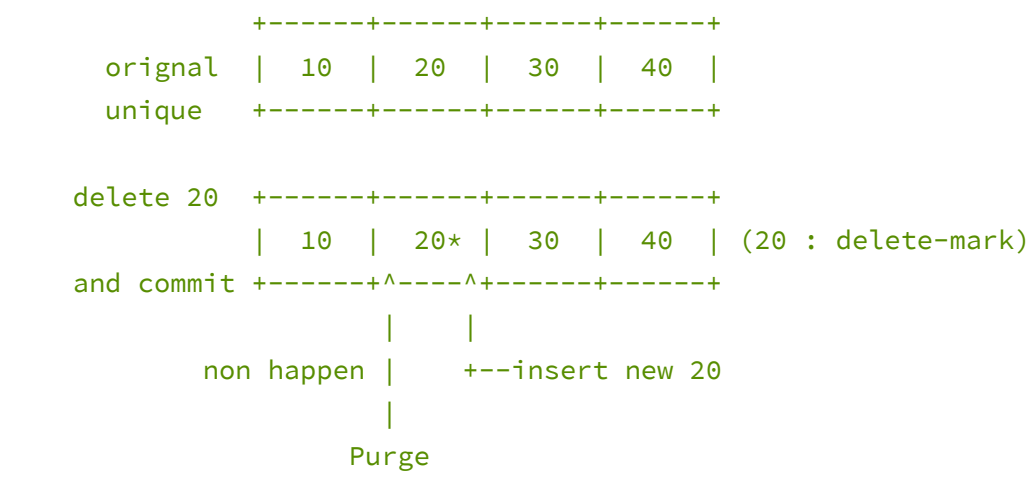 +------+------+------+------+
orignal  |  10  |  20  |  30  |  40  |
unique   +------+------+------+------+

delete 20  +------+------+------+------+
           |  10  |  20* |  30  |  40  | (20 : delete-mark)
and commit +------+^----^+------+------+
                   |    |
        non happen |    +--insert new 20
                   |
                 Purge